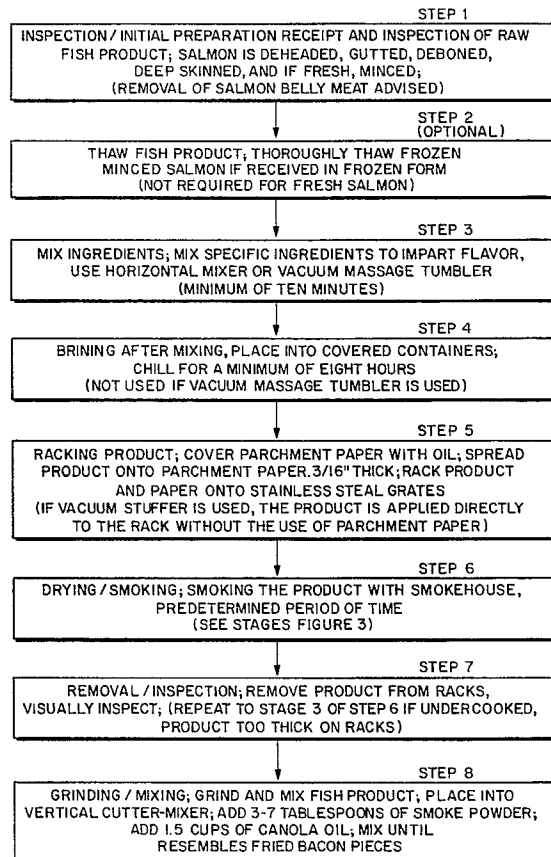 STEP 1
INSPECTION / INITIAL PREPARATION RECEIPT AND INSPECTION OF RAW
FISH PRODUCT; SALMON IS DEHEADED, GUTTED, DEBONED,
DEEP SKINNED, AND IF FRESH, MINCED;
(REMOVAL OF SALMON BELLY MEAT ADVISED)
STEP 2
(OPTIONAL)
THAW FISH PRODUCT; THOROUGHLY THAW FROZEN
MINCED SALMON IF RECEIVED IN FROZEN FORM
(NOT REQUIRED FOR FRESH SALMON)
STEP 3
MIX INGREDIENTS; MIX SPECIFIC INGREDIENTS TO IMPART FLAVOR,
USE HORIZONTAL MIXER OR VACUUM MASSAGE TUMBLER
(MINIMUM OF TEN MINUTES)
STEP 4
BRINING AFTER MIXING, PLACE INTO COVERED CONTAINERS;
CHILL FOR A MINIMUM OF EIGHT HOURS
(NOT USED IF VACUUM MASSAGE TUMBLER IS USED)
STEP 5
RACKING PRODUCT; COVER PARCHMENT PAPER WITH OIL; SPREAD
PRODUCT ONTO PARCHMENT PAPER.3/16" THICK; RACK PRODUCT
AND PAPER ONTO STAINLESS STEAL GRATES
(IF VACUUM STUFFER IS USED, THE PRODUCT IS APPLIED DIRECTLY
TO THE RACK WITHOUT THE USE OF PARCHMENT PAPER)
STEP 6
DRYING / SMOKING; SMOKING THE PRODUCT WITH SMOKEHOUSE,
PREDETERMINED PERIOD OF TIME
(SEE STAGES FIGURE 3)
STEP 7
REMOVAL / INSPECTION; REMOVE PRODUCT FROM RACKS,
VISUALLY INSPECT; (REPEAT TO STAGE 3 OF STEP 6 IF UNDERCOOKED,
PRODUCT TOO THICK ON RACKS)
STEP 8
GRINDING / MIXING; GRIND AND MIX FISH PRODUCT; PLACE INTO
VERTICAL CUTTER-MIXER; ADD 3-7 TABLESPOONS OF SMOKE POWDER;
ADD 1.5 CUPS OF CANOLA OIL; MIX UNTIL
RESEMBLES FRIED BACON PIECES